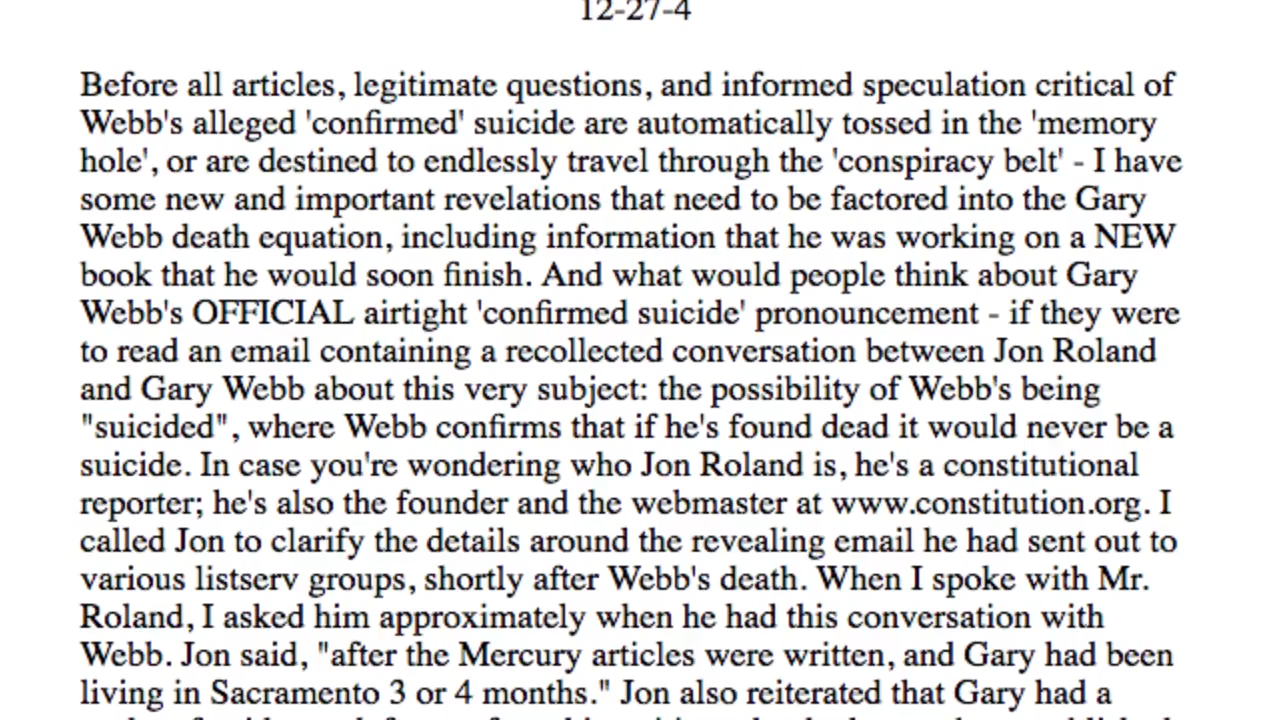 12-27-4
Before all articles, legitimate questions, and informed speculation critical of
Webb's alleged 'confirmed' suicide are automatically tossed in the 'memory
hole', or are destined to endlessly travel through the 'conspiracy belt' - I have
some new and important revelations that need to be factored into the Gary
Webb death equation, including information that he was working on a NEW
book that he would soon finish. And what would people think about Gary
Webb's OFFICIAL airtight 'confirmed suicide' pronouncement - if they were
to read an email containing a recollected conversation between Jon Roland
and Gary Webb about this very subject: the possibility of Webb's being
"suicided", where Webb confirms that if he's found dead it would never be a
suicide. In case you're wondering who Jon Roland is, he's a constitutional
reporter; he's also the founder and the webmaster at www.constitution.org. I
called Jon to clarify the details around the revealing email he had sent out to
various listserv groups, shortly after Webb's death. When I spoke with Mr.
Roland, I asked him approximately when he had this conversation with
Webb. Jon said, "after the Mercury articles were written, and Gary had been
living in Sacramento 3 or 4 months." Jon also reiterated that Gary had a